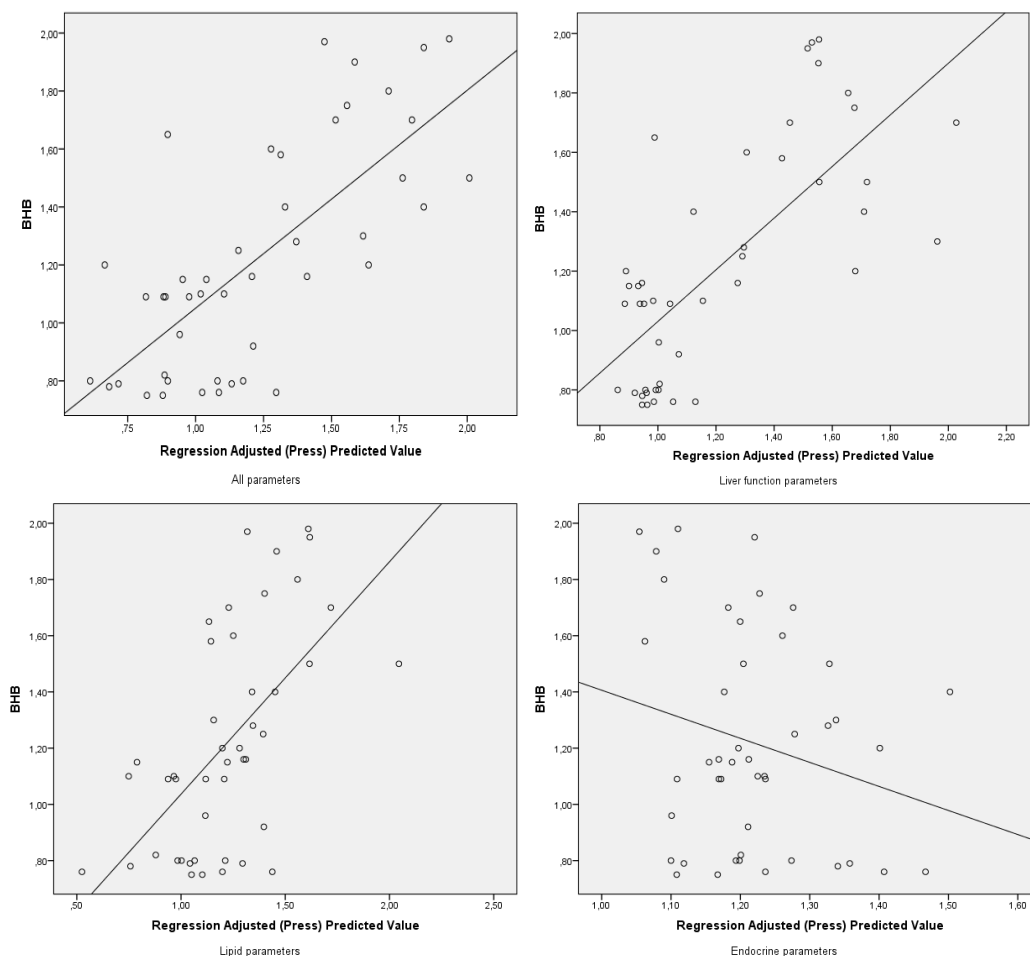 2,00
1,80
1,60
1,40
1,20
1,00
,80
BHB
,75 1,00 1,25 1,50 1,75 2,00
Regression Adjusted (Press) Predicted Value
All parameters
2,00
1,80
1,60
1,40
1,20
1,00
,80
BHB
,80 1,00 1,20 1,40 1,60 1,80 2,00 2,20
Regression Adjusted (Press) Predicted Value
Liver function parameters
2,00
1,80
1,60
1,40
1,20
1,00
,80
BHB
,50 1,00 1,50 2,00 2,50
Regression Adjusted (Press) Predicted Value
Lipid parameters
2,00
1,80
1,60
1,40
1,20
1,00
,80
BHB
1,00 1,10 1,20 1,30 1,40 1,50 1,60
Regression Adjusted (Press) Predicted Value
Endocrine parameters